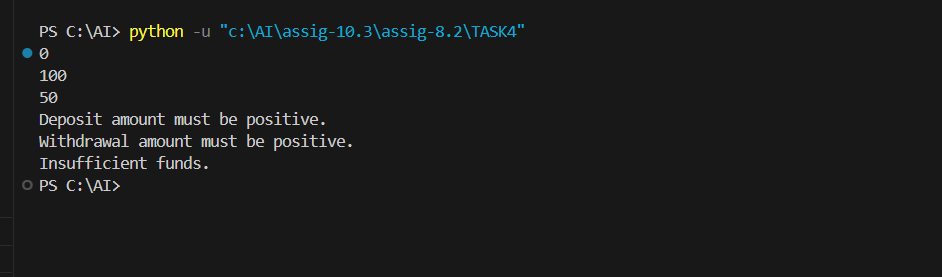 PS C:\AI> python -u "c:\AI\assig-10.3\assig-8.2\TASK4"
0
100
50
Deposit amount must be positive.
Withdrawal amount must be positive.
Insufficient funds.
PS C:\AI>